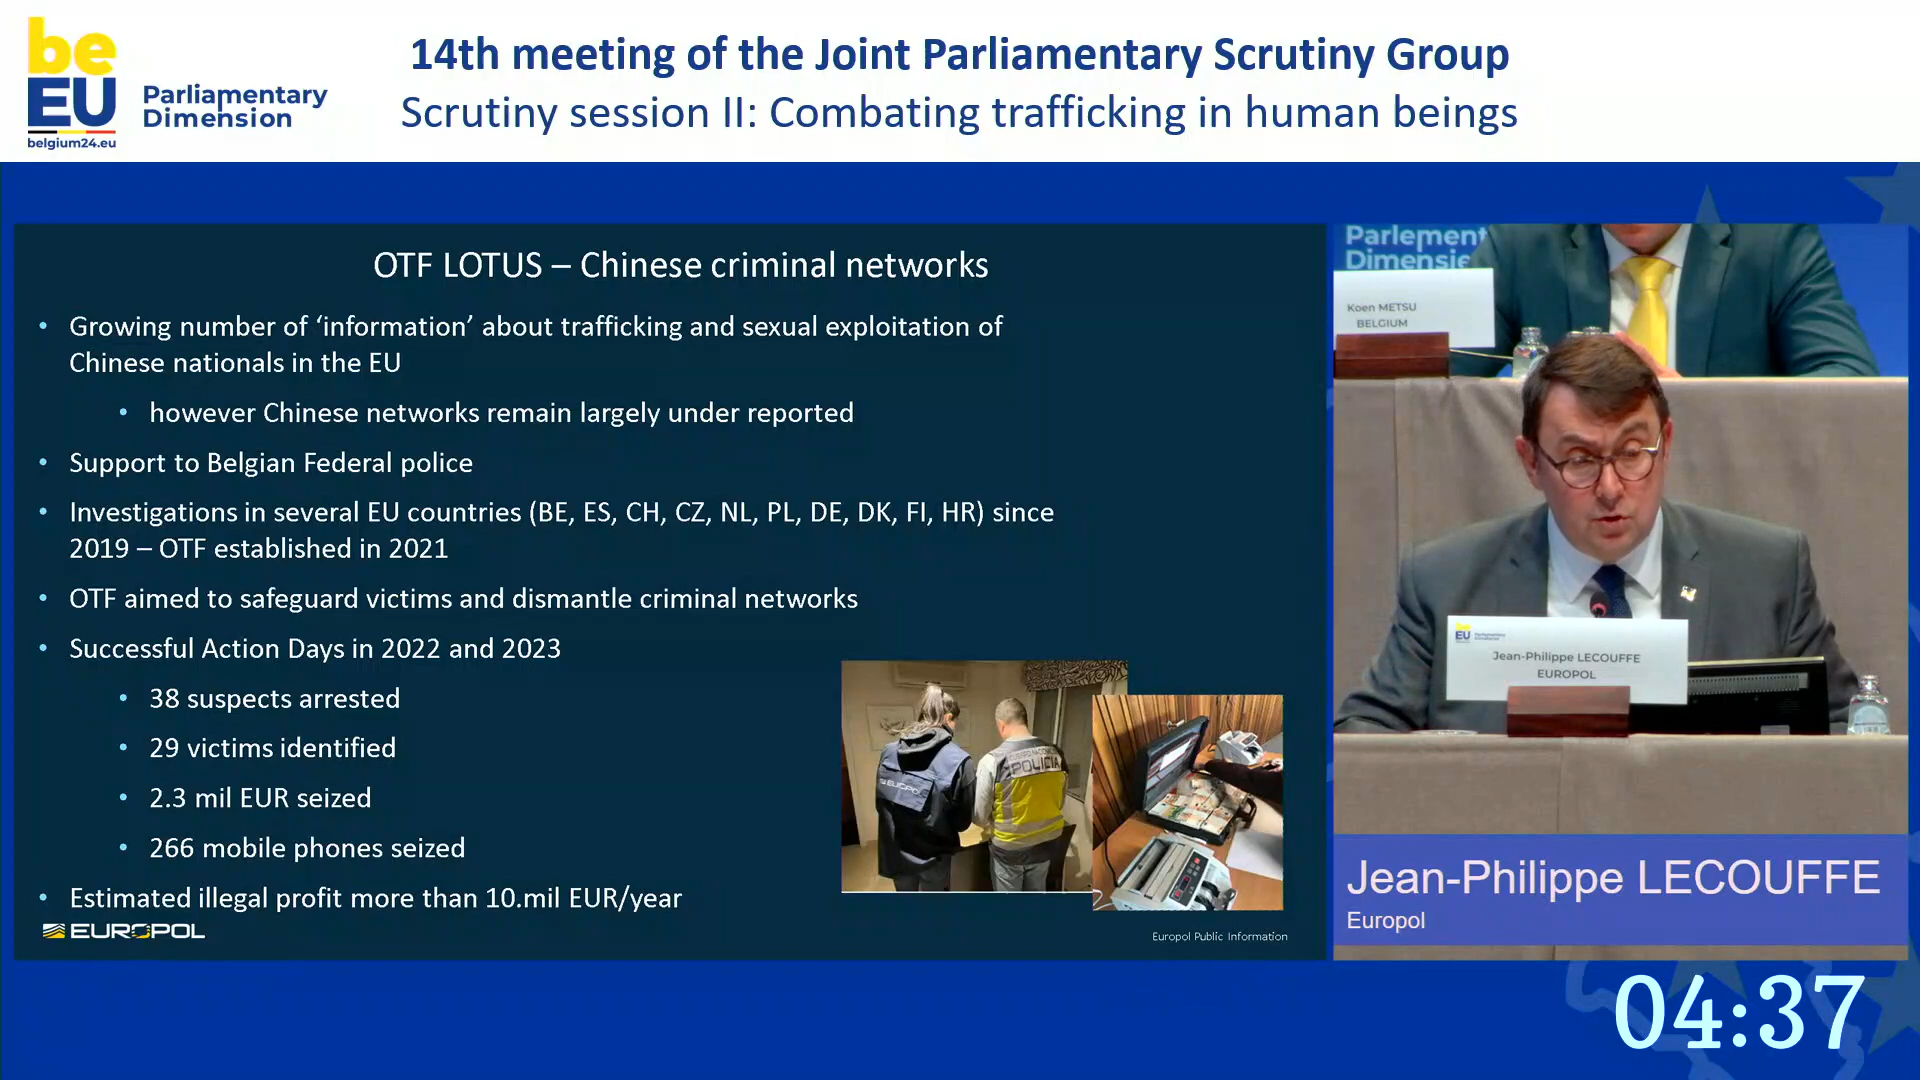 be
EU
belgium24.eu
Parliamentary
Dimension
14th meeting of the Joint Parliamentary Scrutiny Group
Scrutiny session II: Combating trafficking in human beings
OTF LOTUS – Chinese criminal networks
• Growing number of ‘information’ about trafficking and sexual exploitation of
Chinese nationals in the EU
• however Chinese networks remain largely under reported
• Support to Belgian Federal police
• Investigations in several EU countries (BE, ES, CH, CZ, NL, PL, DE, DK, FI, HR) since
2019 – OTF established in 2021
• OTF aimed to safeguard victims and dismantle criminal networks
• Successful Action Days in 2022 and 2023
• 38 suspects arrested
• 29 victims identified
• 2.3 mil EUR seized
• 266 mobile phones seized
• Estimated illegal profit more than 10.mil EUR/year
EUROPOL
Europol Public Information
EUROPOL
POLICIA
Parlement
Dimensie
Koen METSU
BELGIUM
be
EU
Jean-Philippe LECOUFFE
EUROPOL
Jean-Philippe LECOUFFE
Europol
04:37